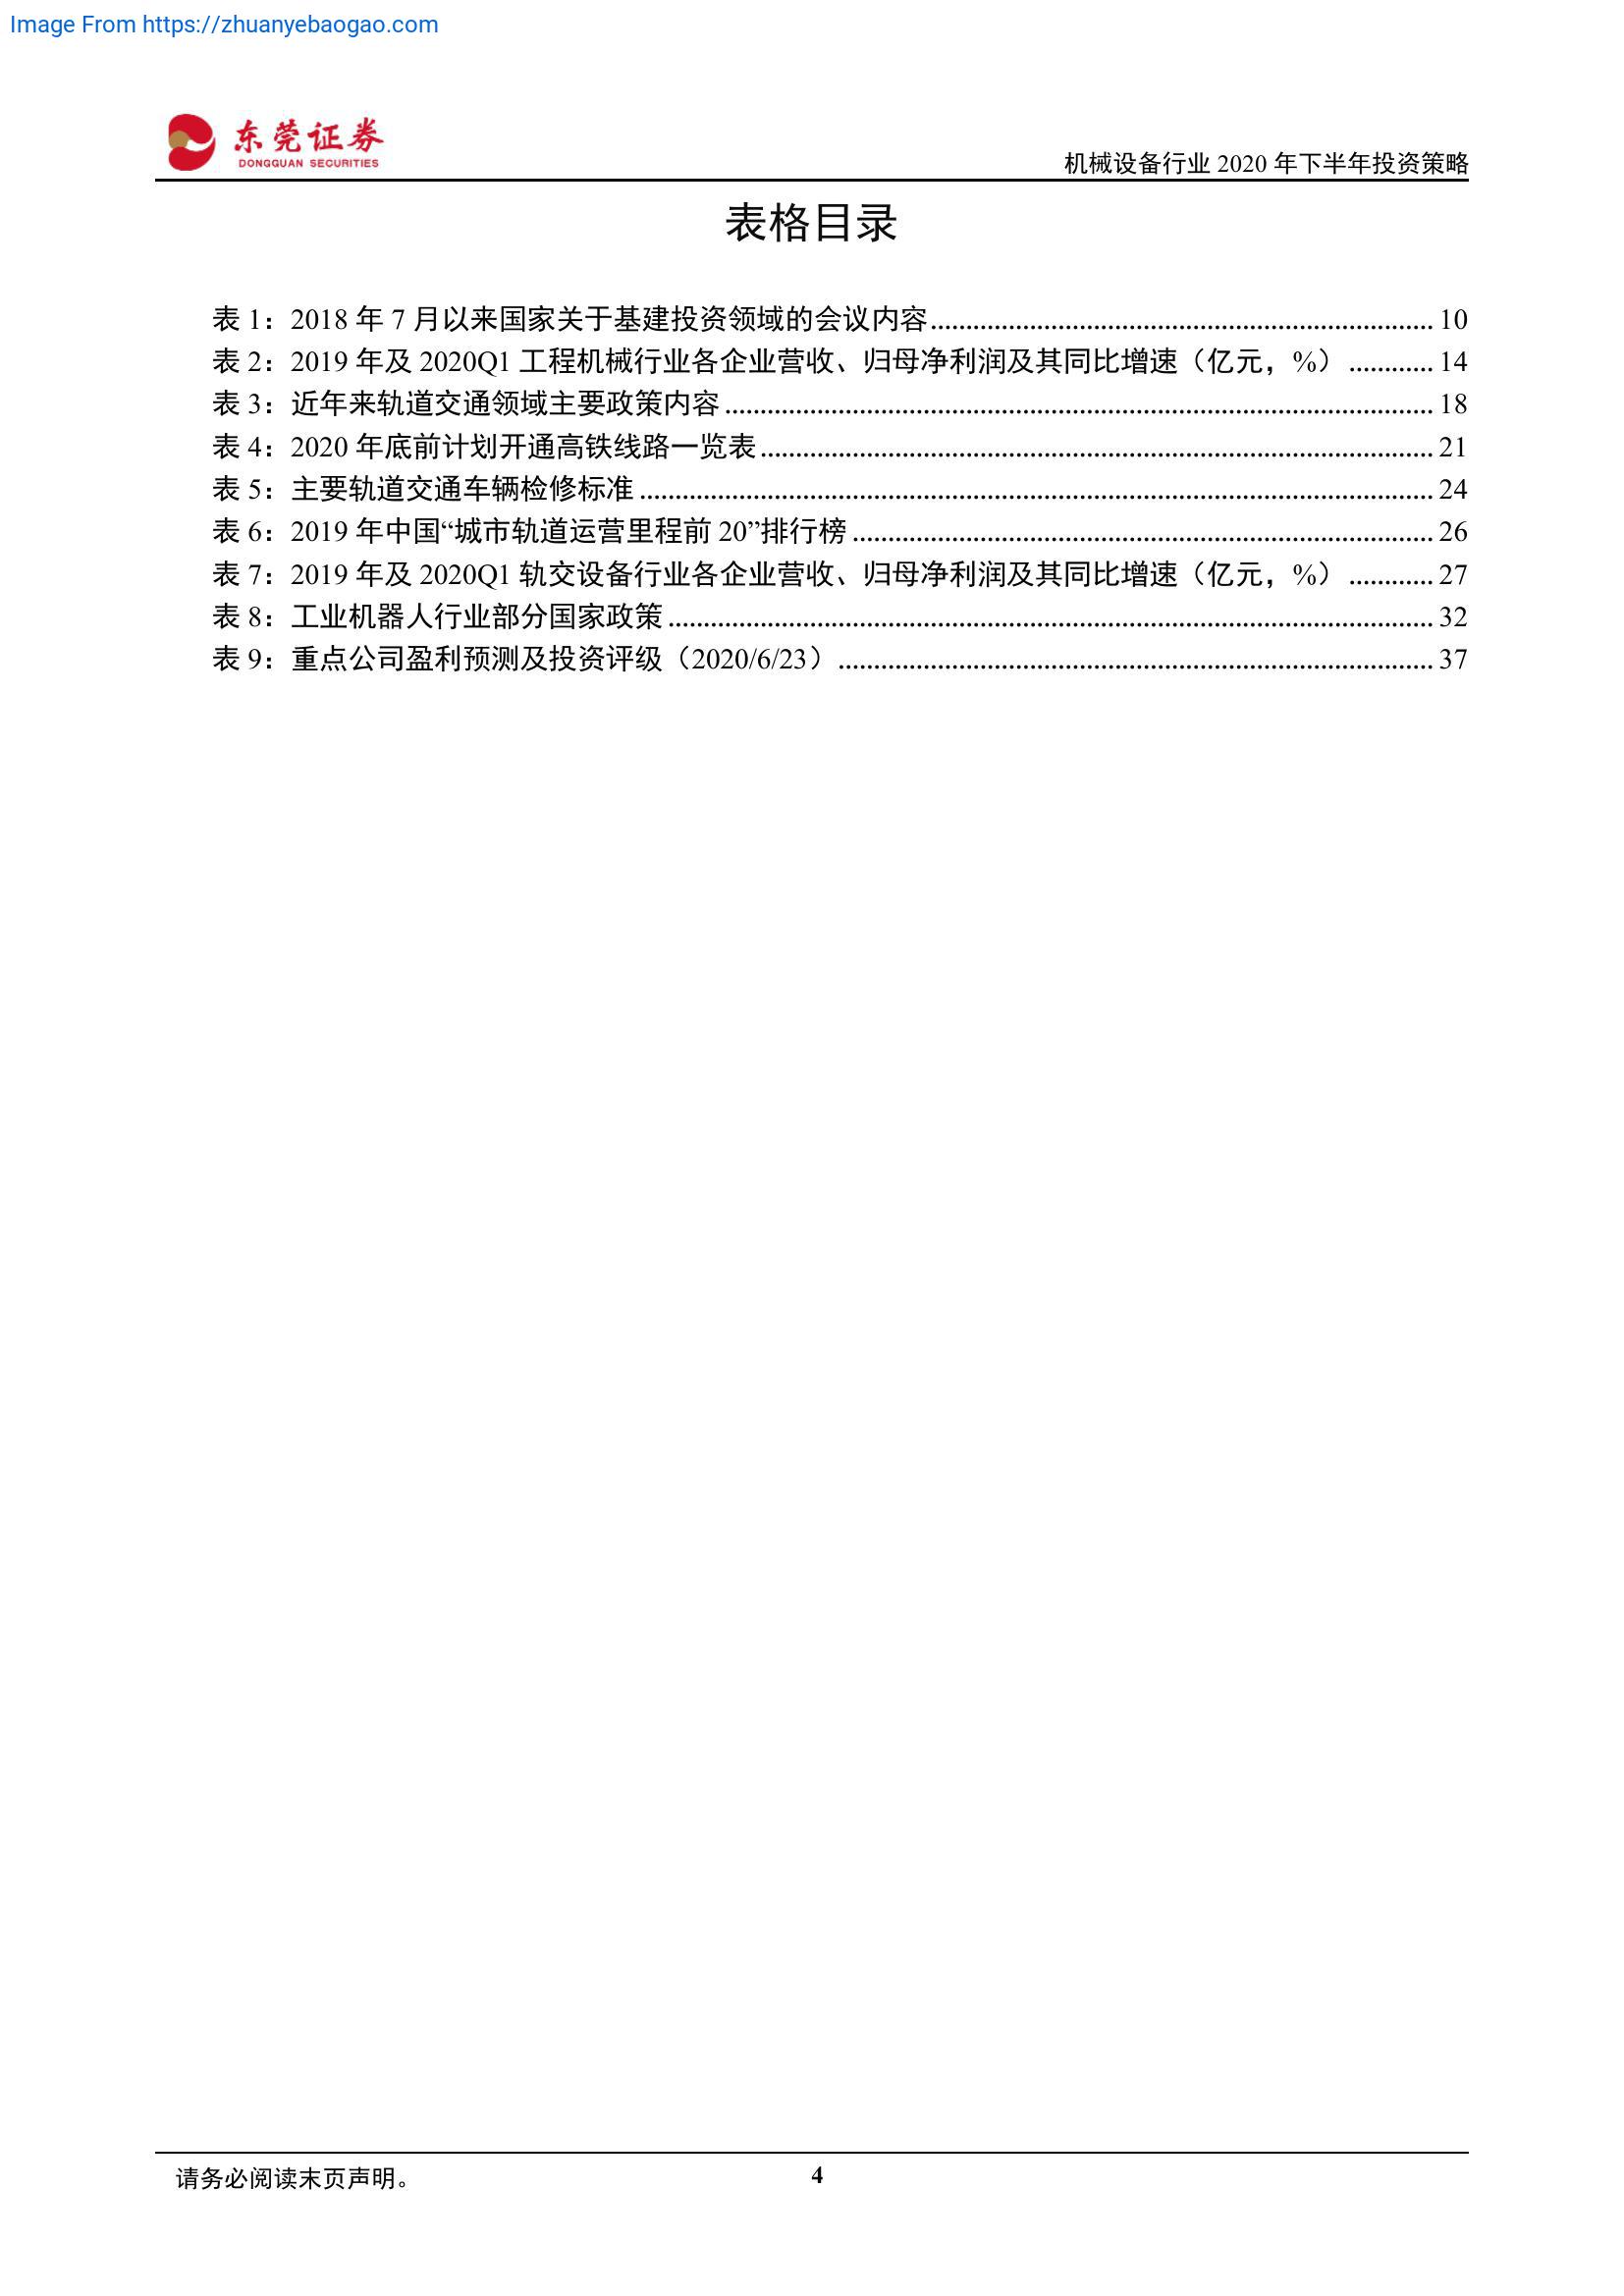 Image From https://zhuanyebaogao.com
东莞证券
DONGGUAN SECURITIES
机械设备行业 2020 年下半年投资策略
表格目录
表 1：2018 年 7 月以来国家关于基建投资领域的会议内容........................................................................ 10
表 2：2019 年及 2020Q1 工程机械行业各企业营收、归母净利润及其同比增速（亿元，%）............ 14
表 3：近年来轨道交通领域主要政策内容..................................................................................................... 18
表 4：2020 年底前计划开通高铁线路一览表................................................................................................ 21
表 5：主要轨道交通车辆检修标准................................................................................................................. 24
表 6：2019 年中国“城市轨道运营里程前 20”排行榜................................................................................... 26
表 7：2019 年及 2020Q1 轨交设备行业各企业营收、归母净利润及其同比增速（亿元，%）............ 27
表 8：工业机器人行业部分国家政策............................................................................................................. 32
表 9：重点公司盈利预测及投资评级（2020/6/23）..................................................................................... 37
请务必阅读末页声明。
4